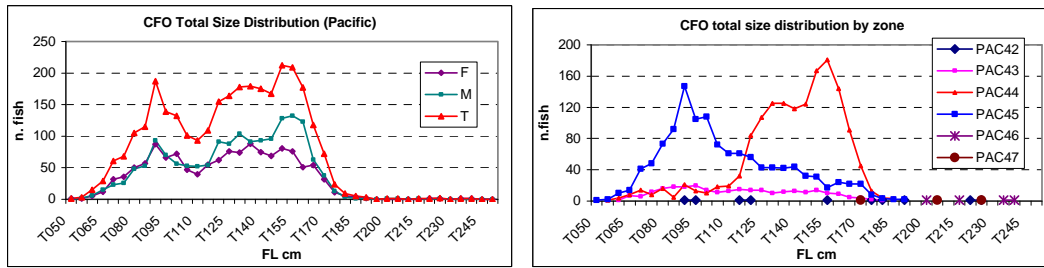 CFO Total Size Distribution (Pacific)
250
200
150
100
50
0
n. fish
F
M
T
T050
T065
T080
T095
T110
T125
T140
T155
T170
T185
T200
T215
T230
T245
FL cm
CFO total size distribution by zone
200
160
120
80
40
0
n.fish
PAC42
PAC43
PAC44
PAC45
PAC46
PAC47
T050
T065
T080
T095
T110
T125
T140
T155
T170
T185
T200
T215
T230
T245
FL cm